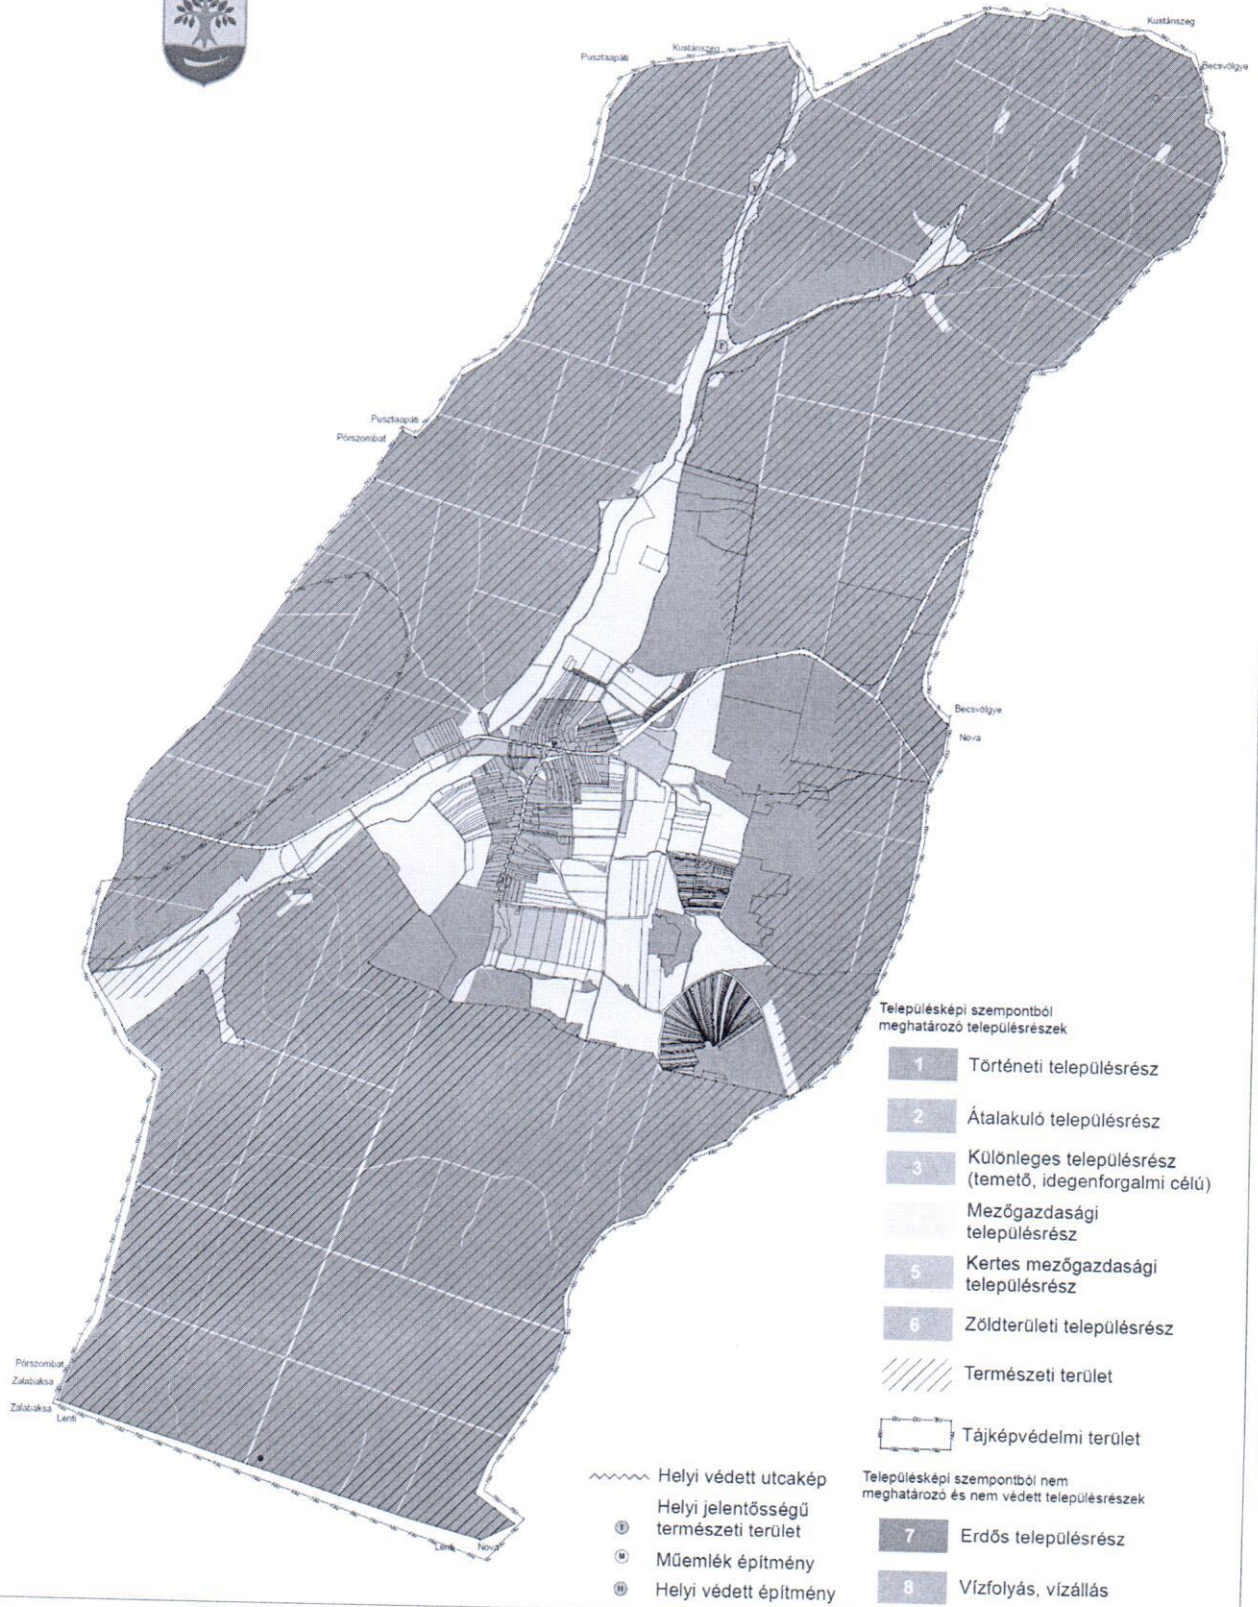 Kustánszeg
Kustánszeg
Pusztaapáti
Becsvölgye
Pusztaapáti
Pórszombat
Becsvölgye
Nova
Településképi szempontból
meghatározó településrészek
1 Történeti településrész
2 Átalakuló településrész
3 Különleges településrész
(temető, idegenforgalmi célú)
Mezőgazdasági
településrész
5 Kertes mezőgazdasági
településrész
6 Zöldterületi településrész
Természeti terület
Tájképvédelmi terület
Pórszombat
Zalabaksa
Zalabaksa
Lenti
Lenti
Nova
Helyi védett utcakép
Helyi jelentőségű
T természeti terület
M Műemlék építmény
H Helyi védett építmény
Településképi szempontból nem
meghatározó és nem védett településrészek
7 Erdős településrész
8 Vízfolyás, vízállás